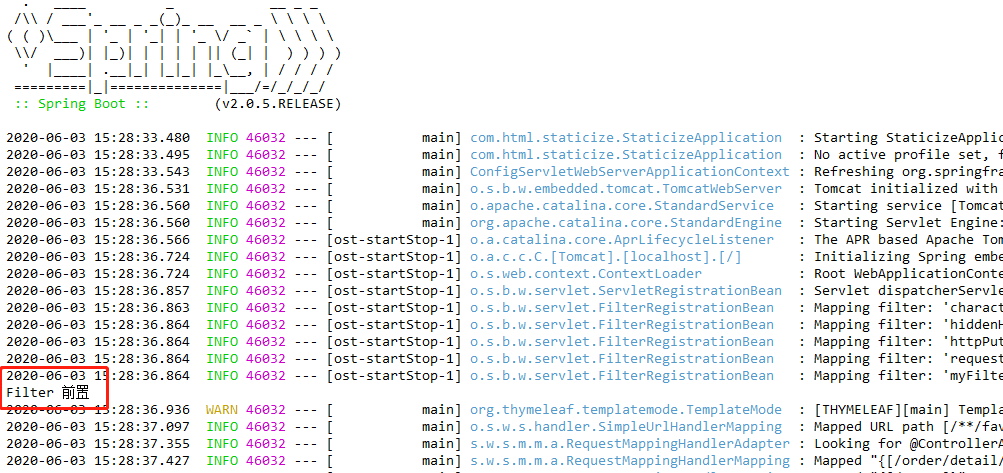 .   ____          _            __ _ _
 /\\ / ___'_ __ _ _(_)_ __  __ _ \ \ \ \
( ( )\___ | '_ | '_| | '_ \/ _` | \ \ \ \
 \\/  ___)| |_)| | | | | || (_| |  ) ) ) )
  '  |____| .__|_| |_|_| |_\__, | / / / /
 =========|_|==============|___/=/_/_/_/
 :: Spring Boot ::        (v2.0.5.RELEASE)
2020-06-03 15:28:33.480  INFO 46032 --- [           main] com.html.staticize.StaticizeApplication  : Starting StaticizeApplic
2020-06-03 15:28:33.495  INFO 46032 --- [           main] com.html.staticize.StaticizeApplication  : No active profile set, f
2020-06-03 15:28:33.543  INFO 46032 --- [           main] ConfigServletWebServerApplicationContext : Refreshing org.springfra
2020-06-03 15:28:36.531  INFO 46032 --- [           main] o.s.b.w.embedded.tomcat.TomcatWebServer  : Tomcat initialized with
2020-06-03 15:28:36.560  INFO 46032 --- [           main] o.apache.catalina.core.StandardService   : Starting service [Tomcat
2020-06-03 15:28:36.560  INFO 46032 --- [           main] org.apache.catalina.core.StandardEngine  : Starting Servlet Engine:
2020-06-03 15:28:36.566  INFO 46032 --- [ost-startStop-1] o.a.catalina.core.AprLifecycleListener   : The APR based Apache Tom
2020-06-03 15:28:36.724  INFO 46032 --- [ost-startStop-1] o.a.c.c.C.[Tomcat].[localhost].[/]       : Initializing Spring embe
2020-06-03 15:28:36.724  INFO 46032 --- [ost-startStop-1] o.s.web.context.ContextLoader            : Root WebApplicationConte
2020-06-03 15:28:36.857  INFO 46032 --- [ost-startStop-1] o.s.b.w.servlet.ServletRegistrationBean  : Servlet dispatcherServle
2020-06-03 15:28:36.863  INFO 46032 --- [ost-startStop-1] o.s.b.w.servlet.FilterRegistrationBean   : Mapping filter: 'charact
2020-06-03 15:28:36.864  INFO 46032 --- [ost-startStop-1] o.s.b.w.servlet.FilterRegistrationBean   : Mapping filter: 'hiddenH
2020-06-03 15:28:36.864  INFO 46032 --- [ost-startStop-1] o.s.b.w.servlet.FilterRegistrationBean   : Mapping filter: 'httpPut
2020-06-03 15:28:36.864  INFO 46032 --- [ost-startStop-1] o.s.b.w.servlet.FilterRegistrationBean   : Mapping filter: 'request
2020-06-03 15:28:36.864  INFO 46032 --- [ost-startStop-1] o.s.b.w.servlet.FilterRegistrationBean   : Mapping filter: 'myFilte
Filter 前置
2020-06-03 15:28:36.936  WARN 46032 --- [           main] org.thymeleaf.templatemode.TemplateMode  : [THYMELEAF][main] Templa
2020-06-03 15:28:37.097  INFO 46032 --- [           main] o.s.w.s.handler.SimpleUrlHandlerMapping  : Mapped URL path [/**/fav
2020-06-03 15:28:37.355  INFO 46032 --- [           main] s.w.s.m.m.a.RequestMappingHandlerAdapter : Looking for @ControllerA
2020-06-03 15:28:37.427  INFO 46032 --- [           main] s.w.s.m.m.a.RequestMappingHandlerMapping : Mapped "{[/order/detail/